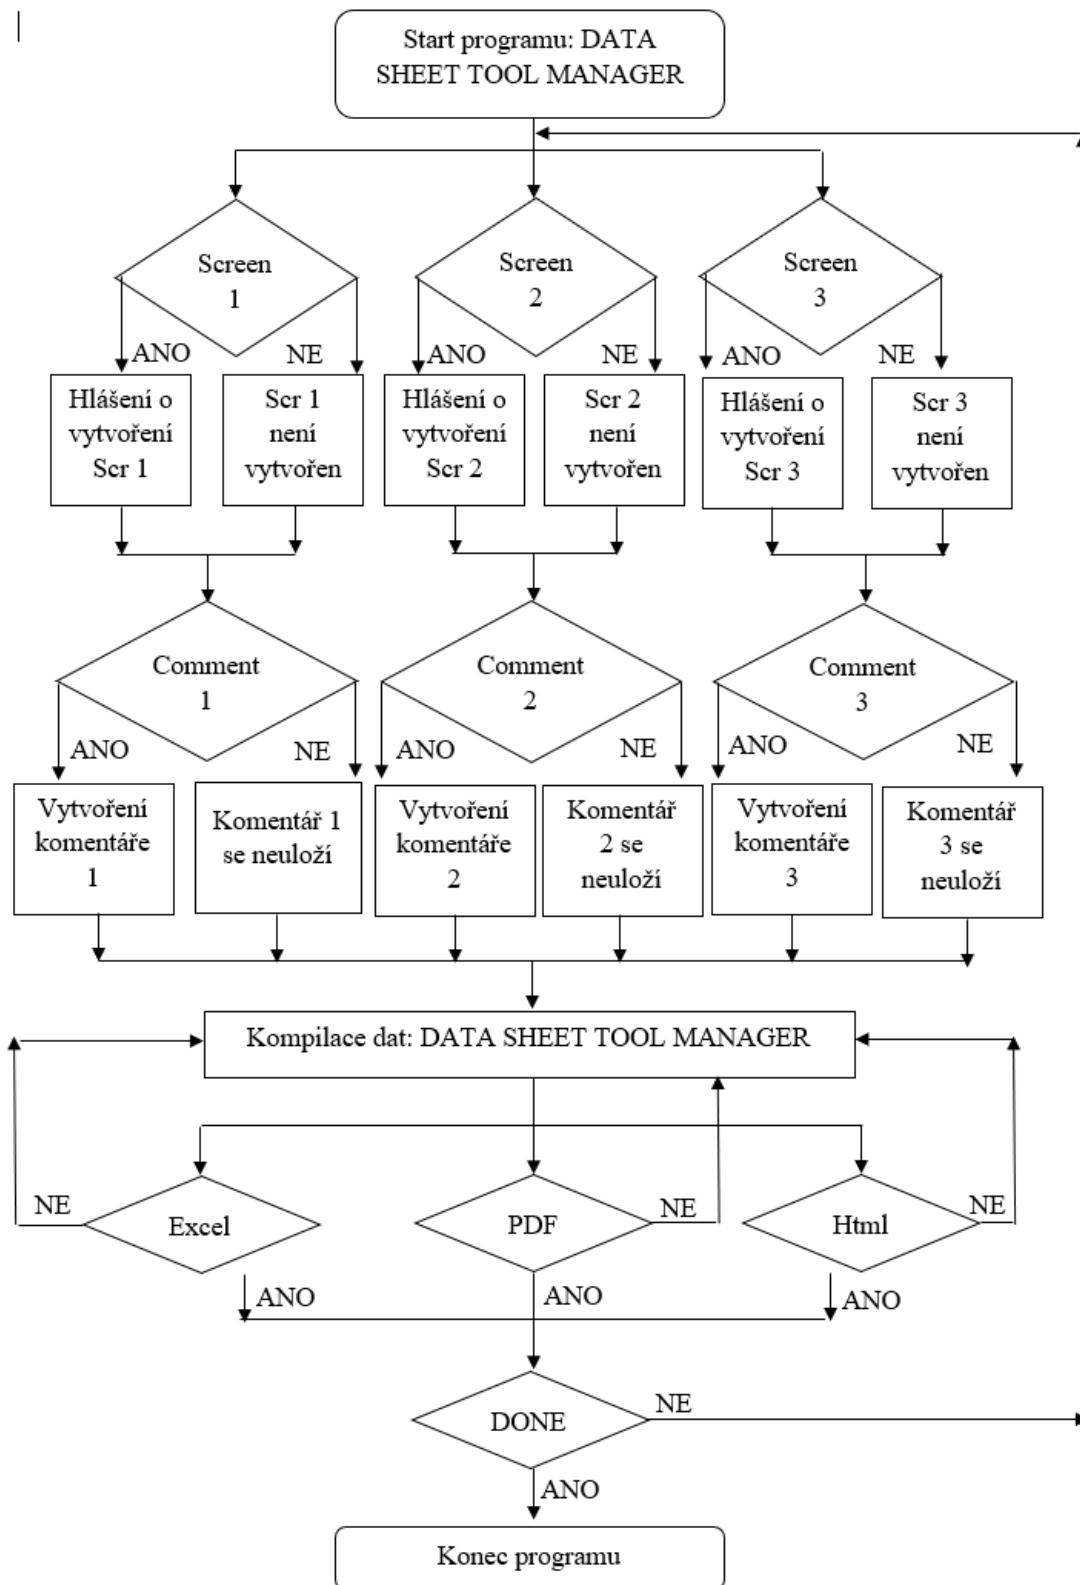 Start programu: DATA
SHEET TOOL MANAGER
Screen
1
Screen
2
Screen
3
ANO
NE
ANO
NE
ANO
NE
Hlášení o
vytvoření
Scr 1
Scr 1
není
vytvořen
Hlášení o
vytvoření
Scr 2
Scr 2
není
vytvořen
Hlášení o
vytvoření
Scr 3
Scr 3
není
vytvořen
Comment
1
Comment
2
Comment
3
ANO
NE
ANO
NE
ANO
NE
Vytvoření
komentáře
1
Komentář 1
se neuloží
Vytvoření
komentáře
2
Komentář
2 se
neuloží
Vytvoření
komentáře
3
Komentář
3 se
neuloží
Kompilace dat: DATA SHEET TOOL MANAGER
NE
Excel
PDF
NE
Html
NE
ANO
ANO
ANO
DONE
NE
ANO
Konec programu